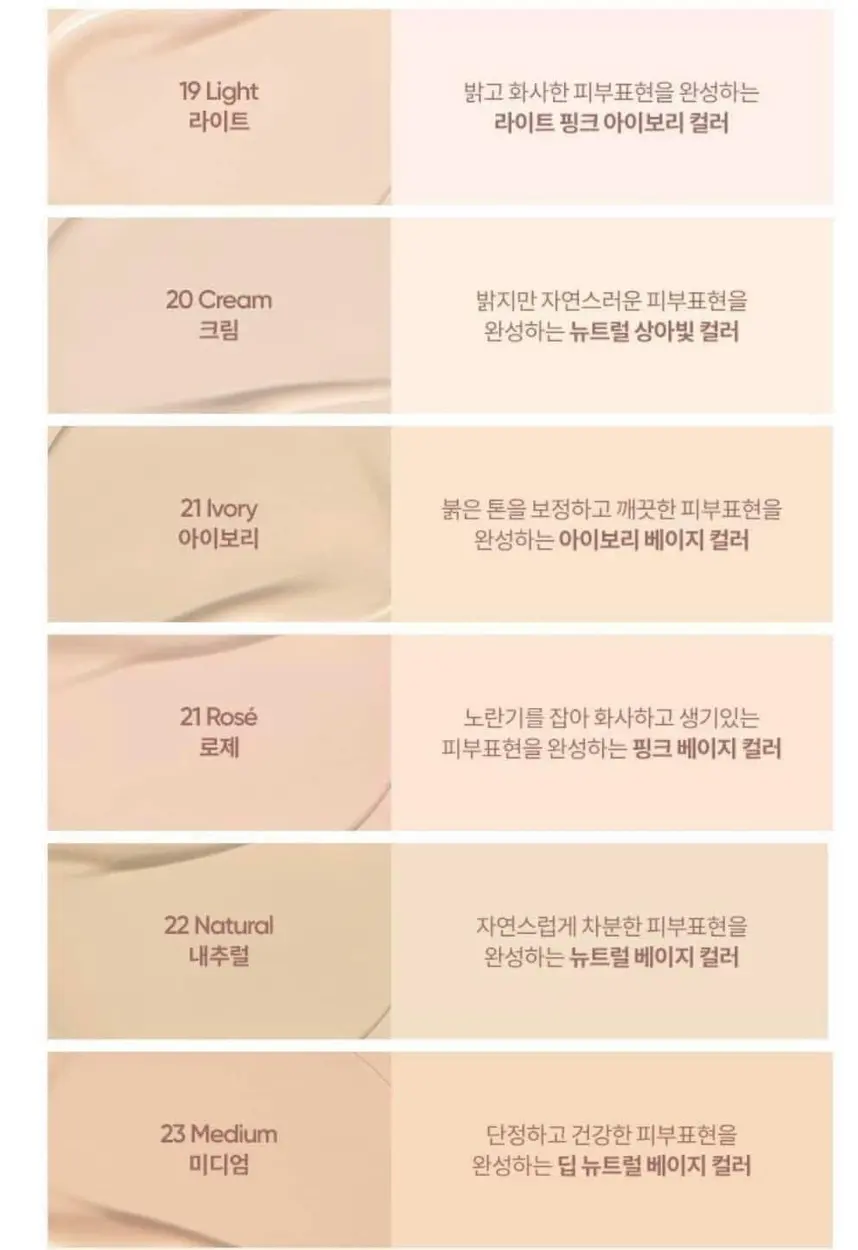 19 Light
라이트
밝고 화사한 피부표현을 완성하는
라이트 핑크 아이보리 컬러
20 Cream
크림
밝지만 자연스러운 피부표현을
완성하는 뉴트럴 상아빛 컬러
21 Ivory
아이보리
붉은 톤을 보정하고 깨끗한 피부표현을
완성하는 아이보리 베이지 컬러
21 Rosé
로제
노란기를 잡아 화사하고 생기있는
피부표현을 완성하는 핑크 베이지 컬러
22 Natural
내추럴
자연스럽게 차분한 피부표현을
완성하는 뉴트럴 베이지 컬러
23 Medium
미디엄
단정하고 건강한 피부표현을
완성하는 딥 뉴트럴 베이지 컬러